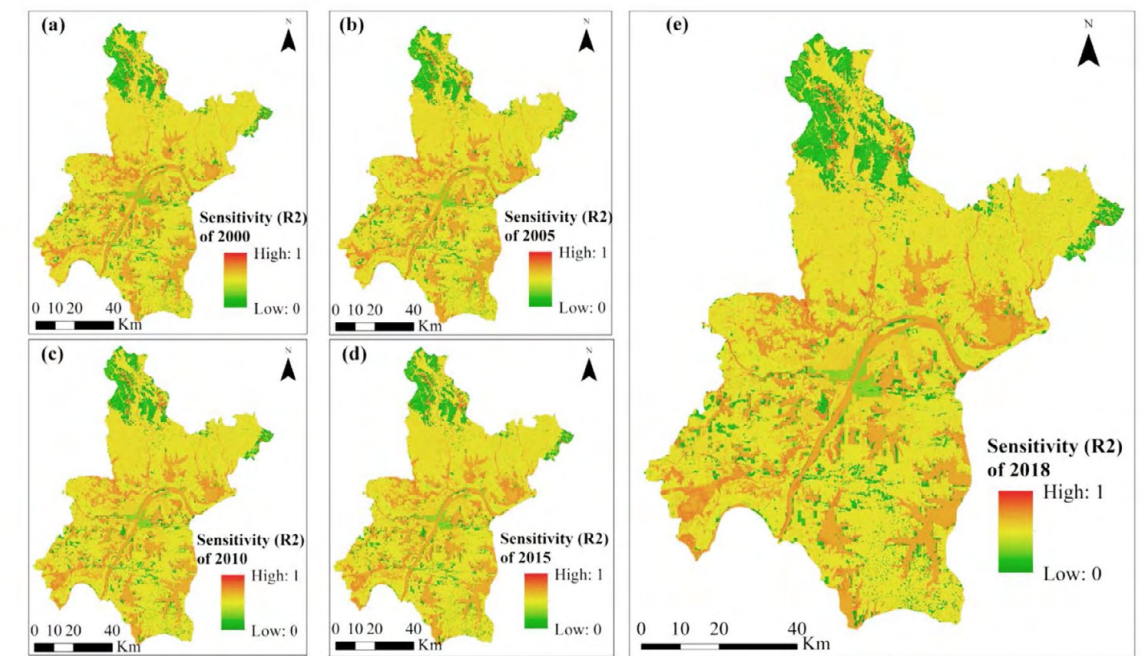 (a)
N
Sensitivity (R2)
of 2000
High: 1
Low: 0
0 10 20 40
Km
(b)
N
Sensitivity (R2)
of 2005
High: 1
Low: 0
0 10 20 40
Km
(c)
N
Sensitivity (R2)
of 2010
High: 1
Low: 0
0 10 20 40
Km
(d)
N
Sensitivity (R2)
of 2015
High: 1
Low: 0
0 10 20 40
Km
(e)
N
Sensitivity (R2)
of 2018
High: 1
Low: 0
0 10 20 40
Km